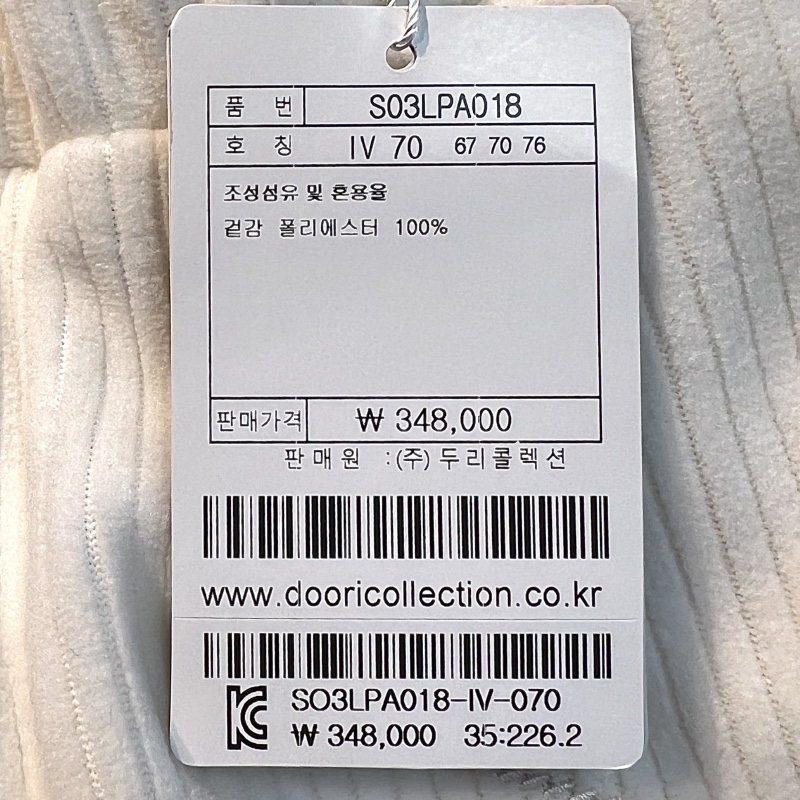 품 번 S03LPA018
호 칭 IV 70 67 70 76
조성섬유 및 혼용율
겉감 폴리에스터 100%
판매가격 ₩ 348,000
판매원 :(주)두리콜렉션
www.dooricollection.co.kr
SO3LPA018-IV-070
₩ 348,000 35:226.2